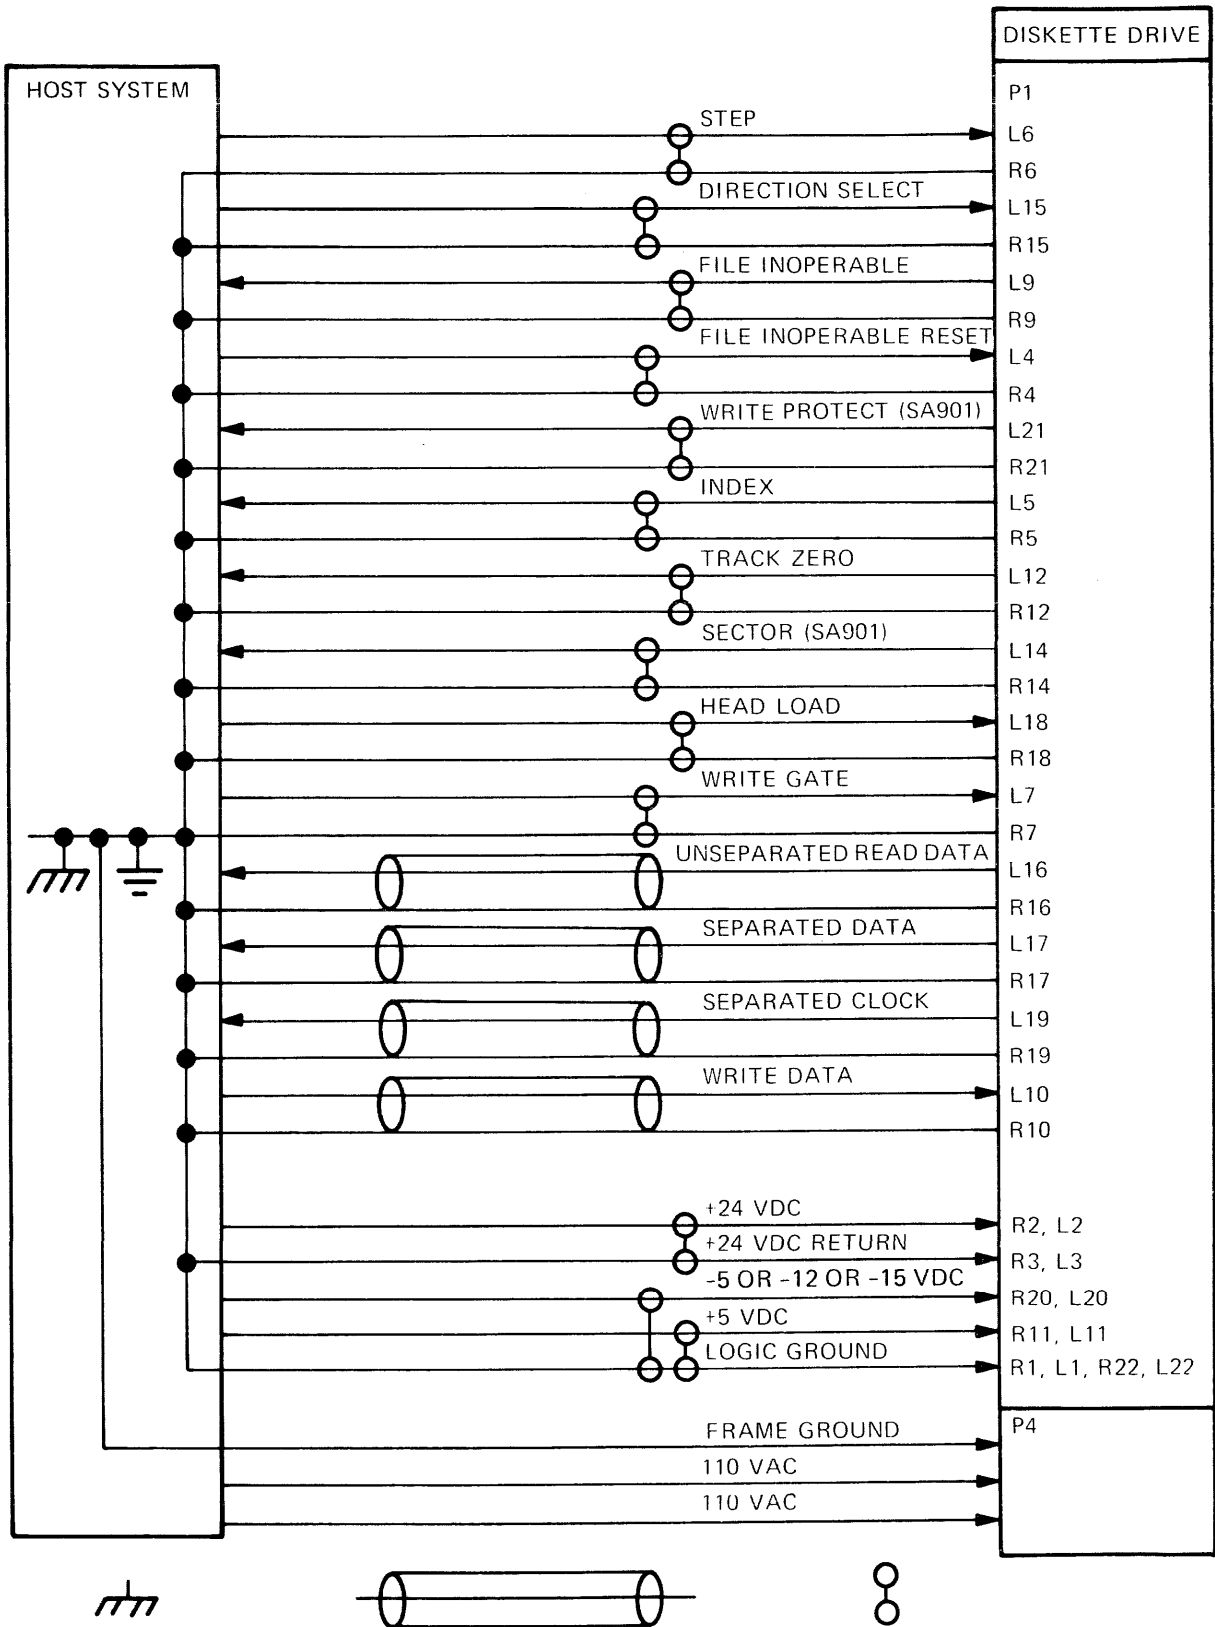 DISKETTE DRIVE
HOST SYSTEM
P1
STEP
L6
R6
DIRECTION SELECT
L15
R15
FILE INOPERABLE
L9
R9
FILE INOPERABLE RESET
L4
R4
WRITE PROTECT (SA901)
L21
R21
INDEX
L5
R5
TRACK ZERO
L12
R12
SECTOR (SA901)
L14
R14
HEAD LOAD
L18
R18
WRITE GATE
L7
R7
UNSEPARATED READ DATA
L16
R16
SEPARATED DATA
L17
R17
SEPARATED CLOCK
L19
R19
WRITE DATA
L10
R10
+24 VDC
R2, L2
+24 VDC RETURN
R3, L3
-5 OR -12 OR -15 VDC
R20, L20
+5 VDC
R11, L11
LOGIC GROUND
R1, L1, R22, L22
P4
FRAME GROUND
110 VAC
110 VAC